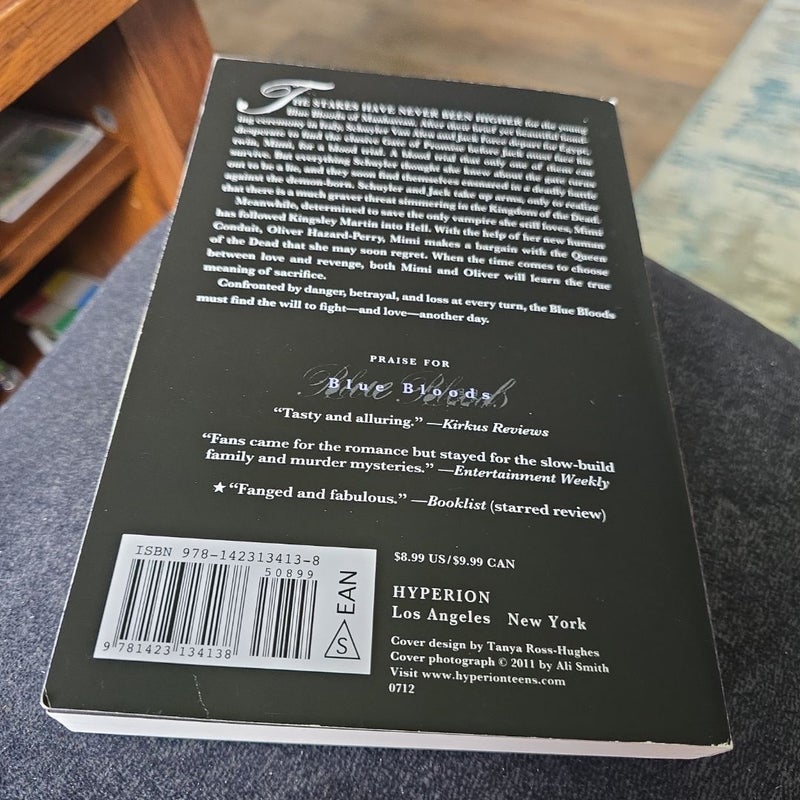 THE STAKES HAVE NEVER BEEN HIGHER for the young
Blue Bloods of Manhattan. After their brief yet beautiful
in Italy, Schuyler Van Alen and Jack Force
desperate to find the elusive Gate of
twin, Mimi, to a blood trial. A blood trial that only one of them can
survive. But everything Schuyler thought she knew about the Gate turns
out to be a lie, and they soon find themselves ensnared in a deadly battle
against the demon-born. Schuyler and Jack take up arms, only to realize
that there is a much graver threat simmering in the Kingdom of the Dead.
Meanwhile, determined to save the only vampire she still loves, Mimi
has followed Kingsley Martin into Hell. With the help of her new human
Conduit, Oliver Hazard-Perry, Mimi makes a bargain with the Queen
of the Dead that she may soon regret. When the time comes to choose
between love and revenge, both Mimi and Oliver will learn the true
meaning of sacrifice.
Confronted by danger, betrayal, and loss at every turn, the Blue Bloods
must find the will to fight—and love—another day.
PRAISE FOR
Blue Bloods
“Tasty and alluring.” —Kirkus Reviews
“Fans came for the romance but stayed for the slow-build
family and murder mysteries.” —Entertainment Weekly
★ “Fanged and fabulous.” —Booklist (starred review)
ISBN 978-142313413-8
50899
9 781423 134138
EAN
S
$8.99 US/$9.99 CAN
HYPERION
Los Angeles New York
Cover design by Tanya Ross-Hughes
Cover photograph © 2011 by Ali Smith
Visit www.hyperionteens.com
0712